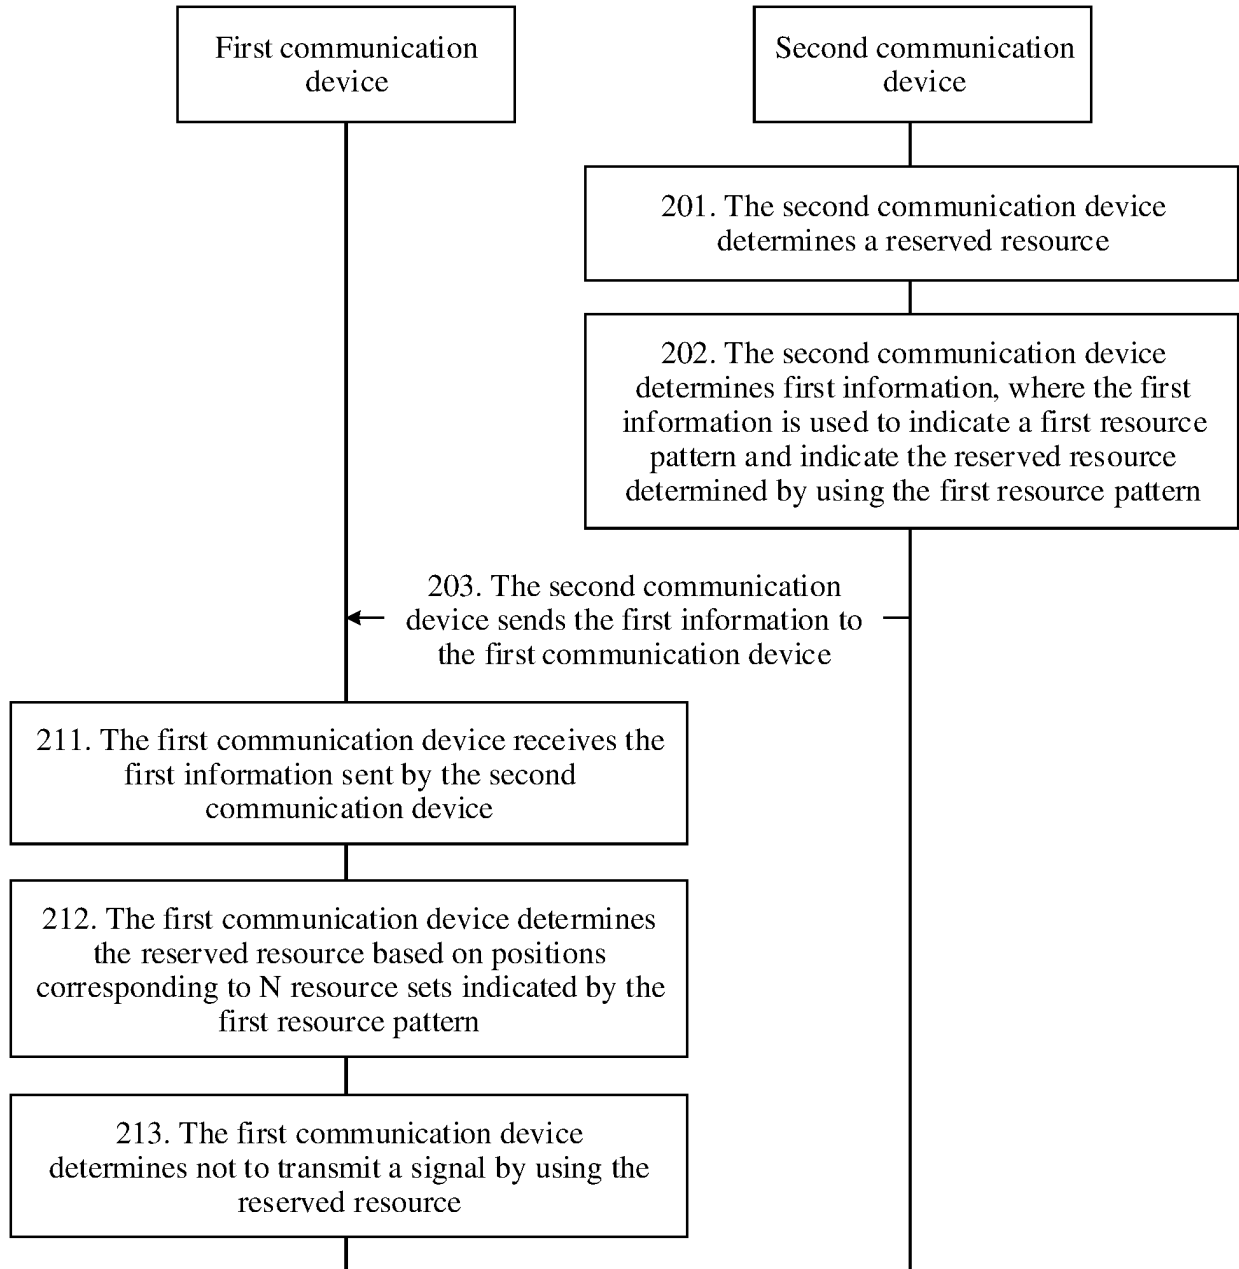 First communication
device
Second communication
device
201. The second communication device
determines a reserved resource
202. The second communication device
determines first information, where the first
information is used to indicate a first resource
pattern and indicate the reserved resource
determined by using the first resource pattern
203. The second communication
device sends the first information to
the first communication device
211. The first communication device receives the
first information sent by the second
communication device
212. The first communication device determines
the reserved resource based on positions
corresponding to N resource sets indicated by the
first resource pattern
213. The first communication device
determines not to transmit a signal by using the
reserved resource